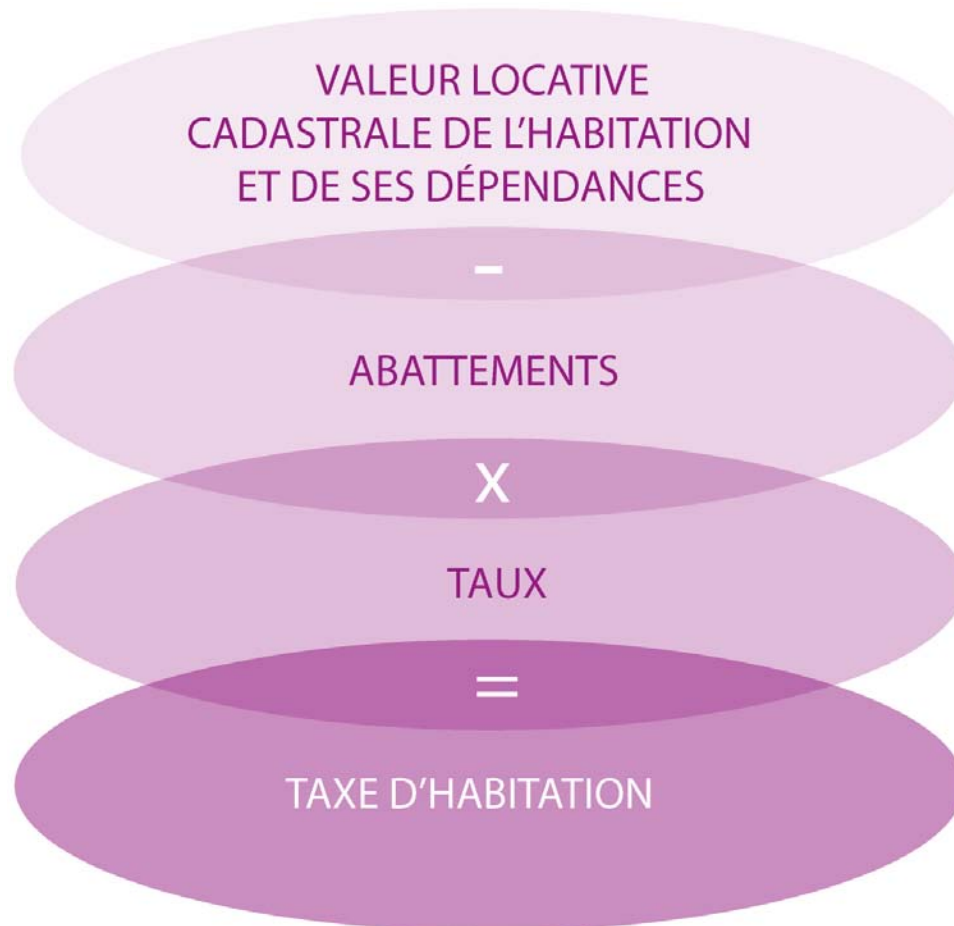 VALEUR LOCATIVE
CADASTRALE DE L'HABITATION
ET DE SES DÉPENDANCES
-
ABATTEMENTS
X
TAUX
=
TAXE D'HABITATION